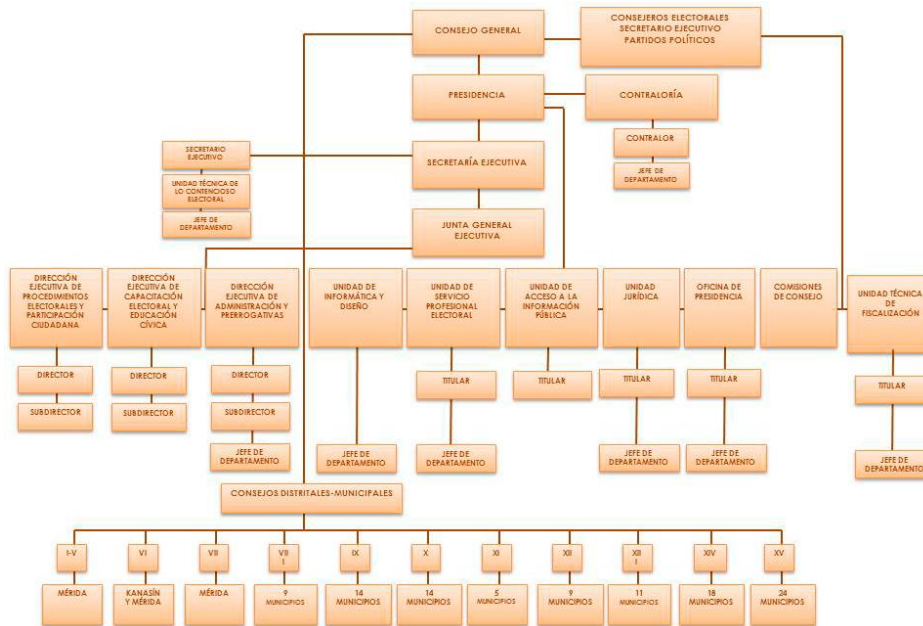 CONSEJO GENERAL
CONSEJEROS ELECTORALES
SECRETARIO EJECUTIVO
PARTIDOS POLÍTICOS
PRESIDENCIA
CONTRALORÍA
CONTRALOR
JEFE DE
DEPARTAMENTO
SECRETARIO
EJECUTIVO
UNIDAD TÉCNICA DE
LO CONTENCIOSO
ELECTORAL
JEFE DE
DEPARTAMENTO
SECRETARÍA EJECUTIVA
JUNTA GENERAL
EJECUTIVA
DIRECCIÓN
EJECUTIVA DE
PROCEDIMIENTOS
ELECTORALES Y
PARTICIPACIÓN
CIUDADANA
DIRECCIÓN
EJECUTIVA DE
CAPACITACIÓN
ELECTORAL Y
EDUCACIÓN
CÍVICA
DIRECCIÓN
EJECUTIVA DE
ADMINISTRACIÓN Y
PRERROGATIVAS
UNIDAD DE
INFORMÁTICA Y
DISEÑO
UNIDAD DE
SERVICIO
PROFESIONAL
ELECTORAL
UNIDAD DE
ACCESO A LA
INFORMACIÓN
PÚBLICA
UNIDAD
JURÍDICA
OFICINA DE
PRESIDENCIA
COMISIONES DE
CONSEJO
UNIDAD TÉCNICA
DE
FISCALIZACIÓN
DIRECTOR
DIRECTOR
DIRECTOR
TITULAR
TITULAR
TITULAR
TITULAR
TITULAR
SUBDIRECTOR
SUBDIRECTOR
SUBDIRECTOR
JEFE DE
DEPARTAMENTO
JEFE DE
DEPARTAMENTO
JEFE DE
DEPARTAMENTO
JEFE DE
DEPARTAMENTO
JEFE DE
DEPARTAMENTO
JEFE DE
DEPARTAMENTO
CONSEJOS DISTRITALES-MUNICIPALES
I-V
VI
VII
VII
I
IX
X
XI
XII
XII
I
XIV
XV
MÉRIDA
KANASÍN
Y MÉRIDA
MÉRIDA
9
MUNICIPIOS
14
MUNICIPIOS
14
MUNICIPIOS
5
MUNICIPIOS
9
MUNICIPIOS
11
MUNICIPIOS
18
MUNICIPIOS
24
MUNICIPIOS